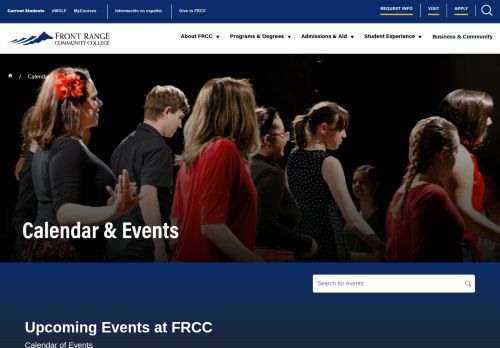 Current Students eWOLF MyCourses Información en español Give to FRCC REQUEST INFO VISIT APPLY
FRONT RANGE
COMMUNITY COLLEGE
About FRCC Programs & Degrees Admissions & Aid Student Experience Business & Community
/ Calendar
Calendar & Events
Search for events
Upcoming Events at FRCC
Calendar of Events